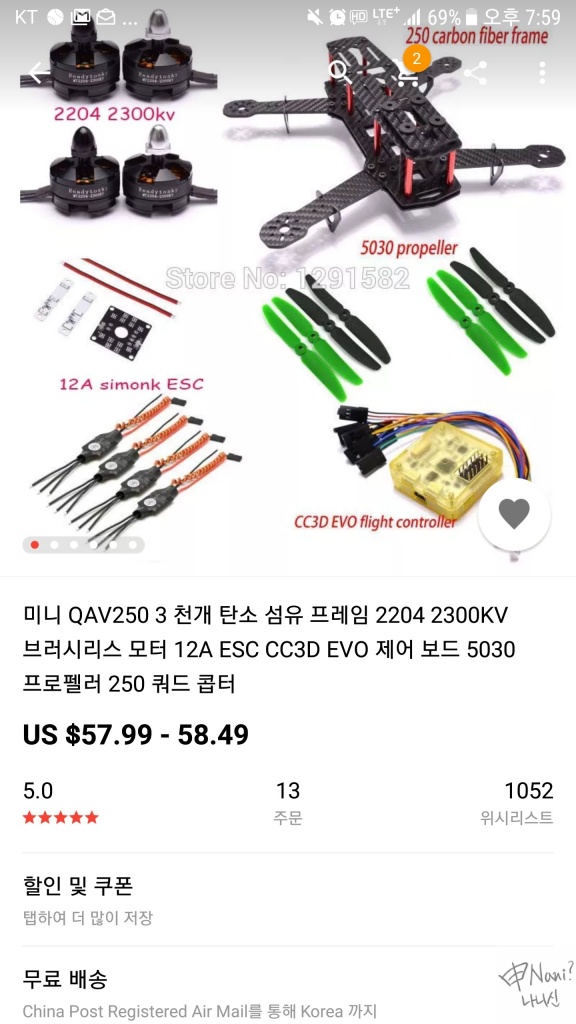 KT ... HD LTE+ 69% 오후 7:59
250 carbon fiber frame
2
2204 2300kv
5030 propeller
Store No: 1291582
12A simonk ESC
CC3D EVO flight controller
미니 QAV250 3 천개 탄소 섬유 프레임 2204 2300KV
브러시리스 모터 12A ESC CC3D EVO 제어 보드 5030
프로펠러 250 쿼드 콥터
US $57.99 - 58.49
5.0 13 1052
주문 위시리스트
할인 및 쿠폰
탭하여 더 많이 저장
무료 배송
China Post Registered Air Mail를 통해 Korea 까지
Nani?